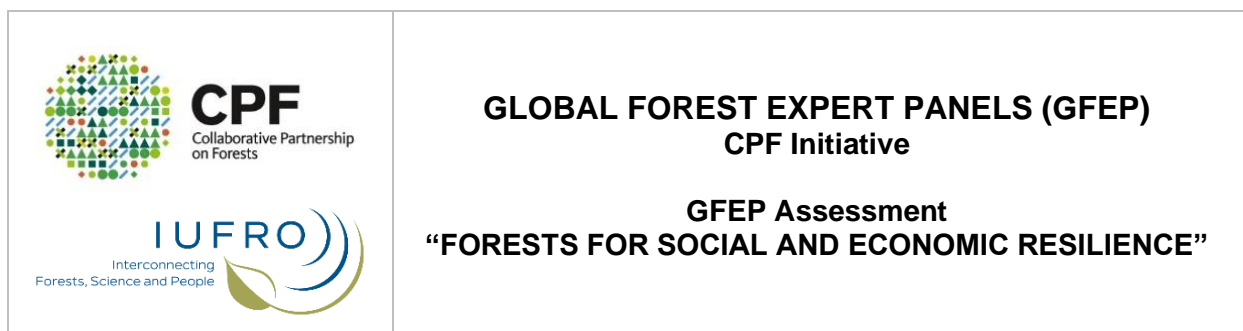 CPF
Collaborative Partnership
on Forests
IUFRO
Interconnecting
Forests, Science and People
GLOBAL FOREST EXPERT PANELS (GFEP)
CPF Initiative
GFEP Assessment
“FORESTS FOR SOCIAL AND ECONOMIC RESILIENCE”